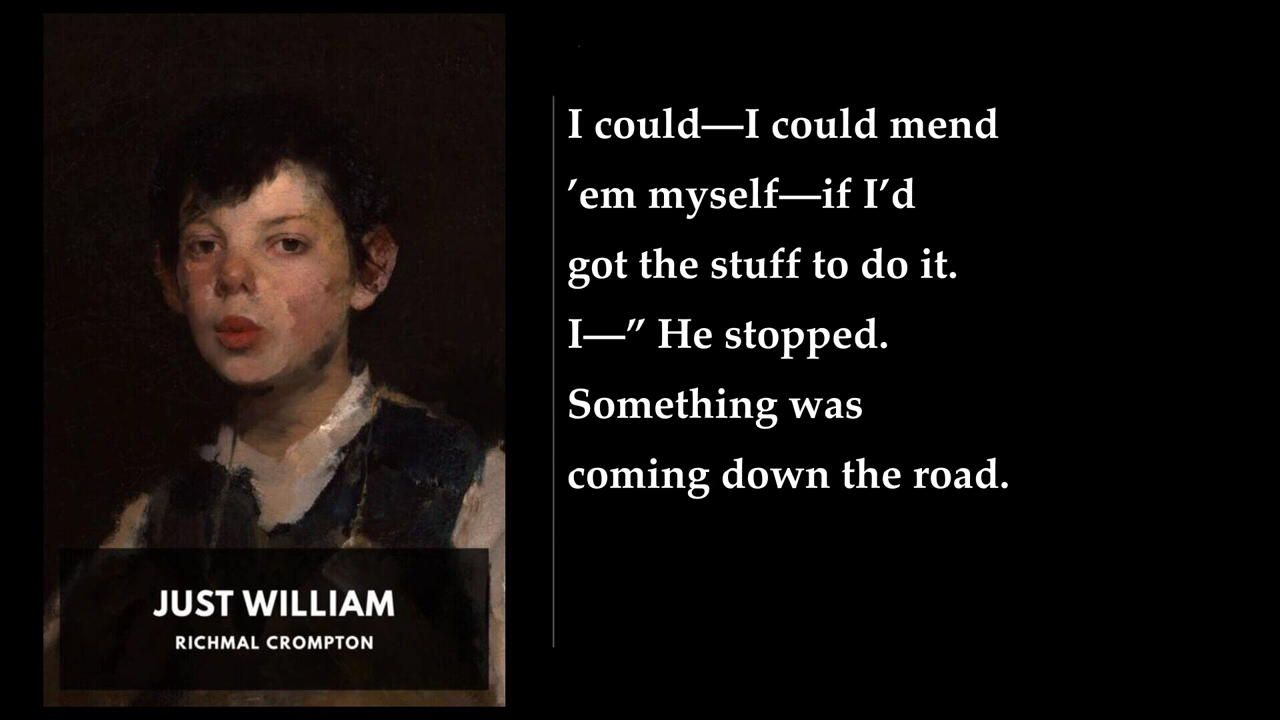 I could—I could mend
’em myself—if I’d
got the stuff to do it.
I—” He stopped.
Something was
coming down the road.
JUST WILLIAM
RICHMAL CROMPTON